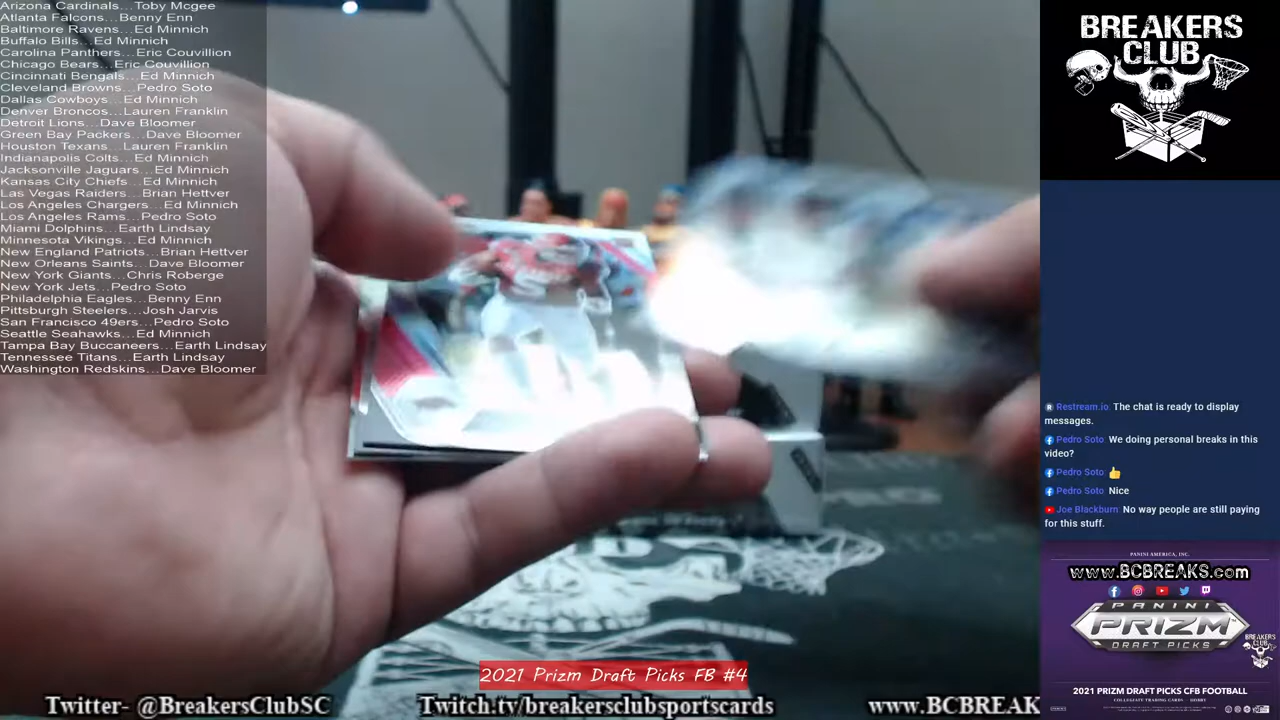 Arizona Cardinals...Toby Mcgee
Atlanta Falcons...Benny Enn
Baltimore Ravens...Ed Minnich
Buffalo Bills...Ed Minnich
Carolina Panthers...Eric Couvillion
Chicago Bears...Eric Couvillion
Cincinnati Bengals...Ed Minnich
Cleveland Browns...Pedro Soto
Dallas Cowboys...Ed Minnich
Denver Broncos...Lauren Franklin
Detroit Lions...Dave Bloomer
Green Bay Packers...Dave Bloomer
Houston Texans...Lauren Franklin
Indianapolis Colts...Ed Minnich
Jacksonville Jaguars...Ed Minnich
Kansas City Chiefs...Ed Minnich
Las Vegas Raiders...Brian Hettver
Los Angeles Chargers...Ed Minnich
Los Angeles Rams...Pedro Soto
Miami Dolphins...Earth Lindsay
Minnesota Vikings...Ed Minnich
New England Patriots...Brian Hettver
New Orleans Saints...Dave Bloomer
New York Giants...Chris Roberge
New York Jets...Pedro Soto
Philadelphia Eagles...Benny Enn
Pittsburgh Steelers...Josh Jarvis
San Francisco 49ers...Pedro Soto
Seattle Seahawks...Ed Minnich
Tampa Bay Buccaneers...Earth Lindsay
Tennessee Titans...Earth Lindsay
Washington Redskins...Dave Bloomer
BREAKERS
CLUB
Restream.io: The chat is ready to display
messages.
Pedro Soto: We doing personal breaks in this
video?
Pedro Soto: 👍
Pedro Soto: Nice
Joe Blackburn: No way people are still paying
for this stuff.
PANINI AMERICA, INC.
www.BCBREAKS.com
PANINI
PRIZM
DRAFT PICKS
BREAKERS
CLUB
2021 PRIZM DRAFT PICKS CFB FOOTBALL
COLLEGIATE TRADING CARDS - HOBBY
2021 Prizm Draft Picks FB #4
Twitter- @BreakersClubSC
Twitch.tv/breakersclubsportscards
www.BCBREAK